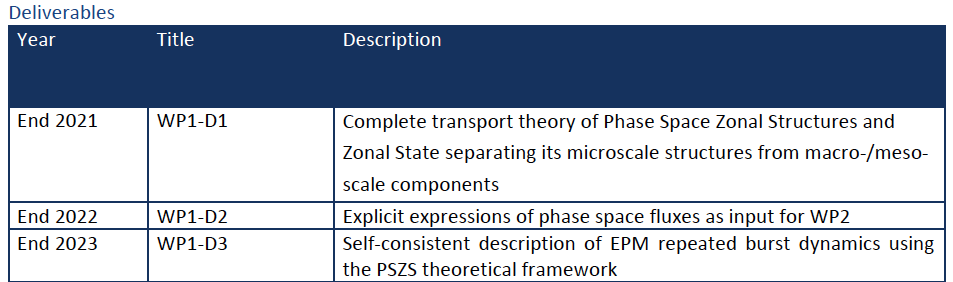 Deliverables
Year Title Description
End 2021 WP1-D1 Complete transport theory of Phase Space Zonal Structures and
Zonal State separating its microscale structures from macro-/meso-
scale components
End 2022 WP1-D2 Explicit expressions of phase space fluxes as input for WP2
End 2023 WP1-D3 Self-consistent description of EPM repeated burst dynamics using
the PSZS theoretical framework